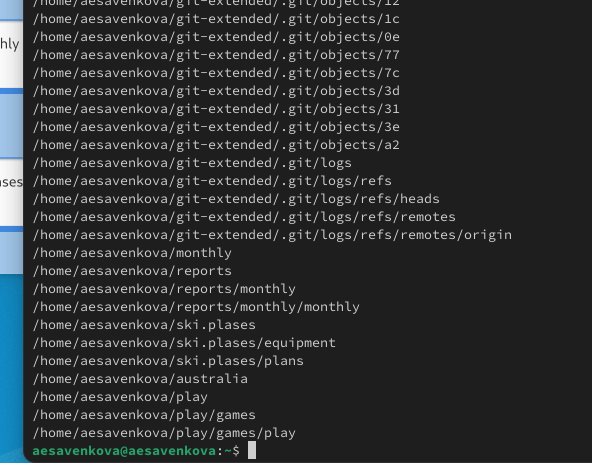 /home/aesavenkova/git-extended/.git/objects/12
/home/aesavenkova/git-extended/.git/objects/1c
/home/aesavenkova/git-extended/.git/objects/0e
/home/aesavenkova/git-extended/.git/objects/77
/home/aesavenkova/git-extended/.git/objects/7c
/home/aesavenkova/git-extended/.git/objects/3d
/home/aesavenkova/git-extended/.git/objects/31
/home/aesavenkova/git-extended/.git/objects/3e
/home/aesavenkova/git-extended/.git/objects/a2
/home/aesavenkova/git-extended/.git/logs
/home/aesavenkova/git-extended/.git/logs/refs
/home/aesavenkova/git-extended/.git/logs/refs/heads
/home/aesavenkova/git-extended/.git/logs/refs/remotes
/home/aesavenkova/git-extended/.git/logs/refs/remotes/origin
/home/aesavenkova/monthly
/home/aesavenkova/reports
/home/aesavenkova/reports/monthly
/home/aesavenkova/reports/monthly/monthly
/home/aesavenkova/ski.plases
/home/aesavenkova/ski.plases/equipment
/home/aesavenkova/ski.plases/plans
/home/aesavenkova/australia
/home/aesavenkova/play
/home/aesavenkova/play/games
/home/aesavenkova/play/games/play
aesavenkova@aesavenkova:~$
hly
ases